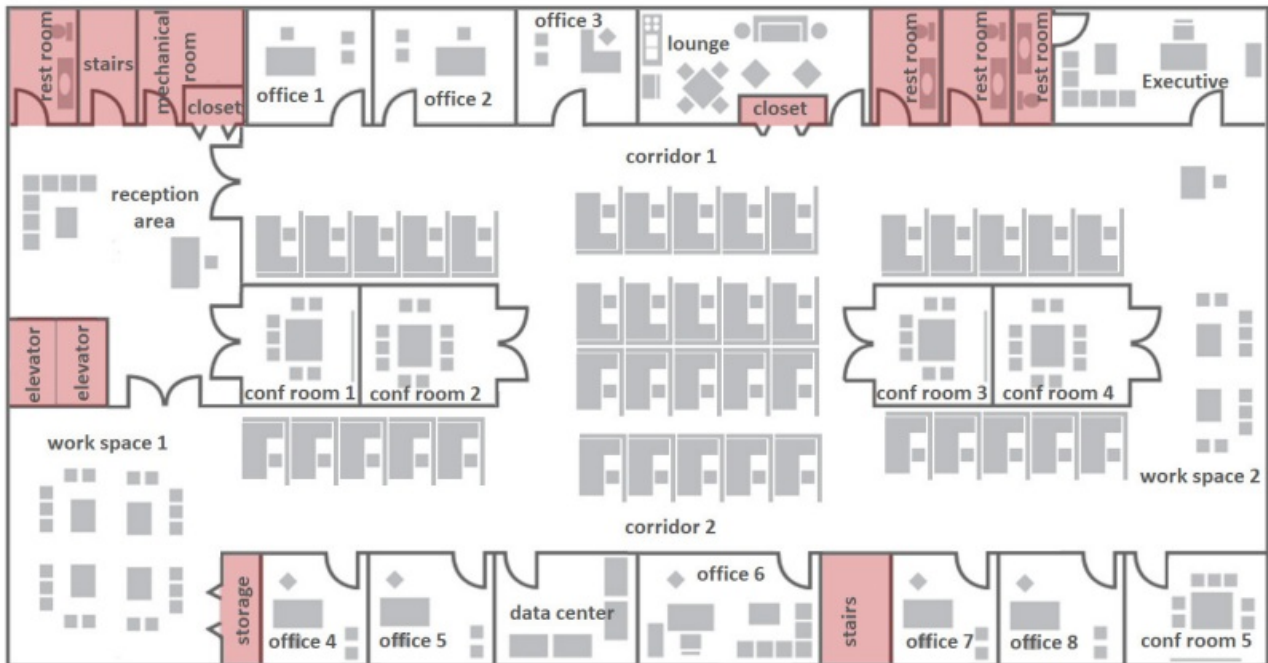 rest room
stairs
mechanical
room
closet
office 1
office 2
office 3
lounge
closet
rest room
rest room
rest room
Executive
corridor 1
reception
area
elevator
elevator
conf room 1
conf room 2
conf room 3
conf room 4
work space 1
work space 2
corridor 2
storage
office 4
office 5
data center
office 6
stairs
office 7
office 8
conf room 5